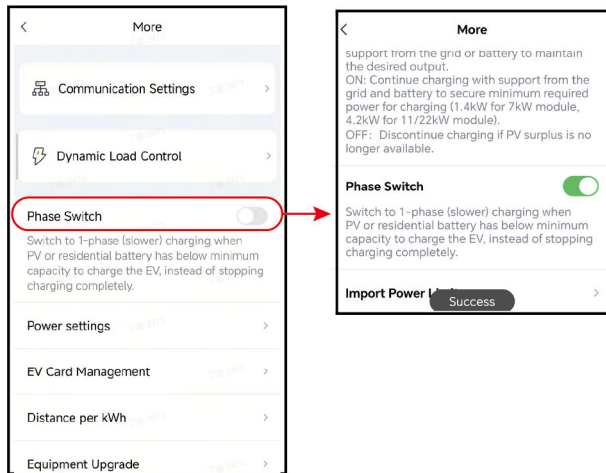 More
Communication Settings
Dynamic Load Control
Phase Switch
Switch to 1-phase (slower) charging when
PV or residential battery has below minimum
capacity to charge the EV, instead of stopping
charging completely.
Power settings
EV Card Management
Distance per kWh
Equipment Upgrade
More
support from the grid or battery to maintain
the desired output.
ON: Continue charging with support from the
grid and battery to secure minimum required
power for charging (1.4kW for 7kW module,
4.2kW for 11/22kW module).
OFF: Discontinue charging if PV surplus is no
longer available.
Phase Switch
Switch to 1-phase (slower) charging when
PV or residential battery has below minimum
capacity to charge the EV, instead of stopping
charging completely.
Import Power
Success